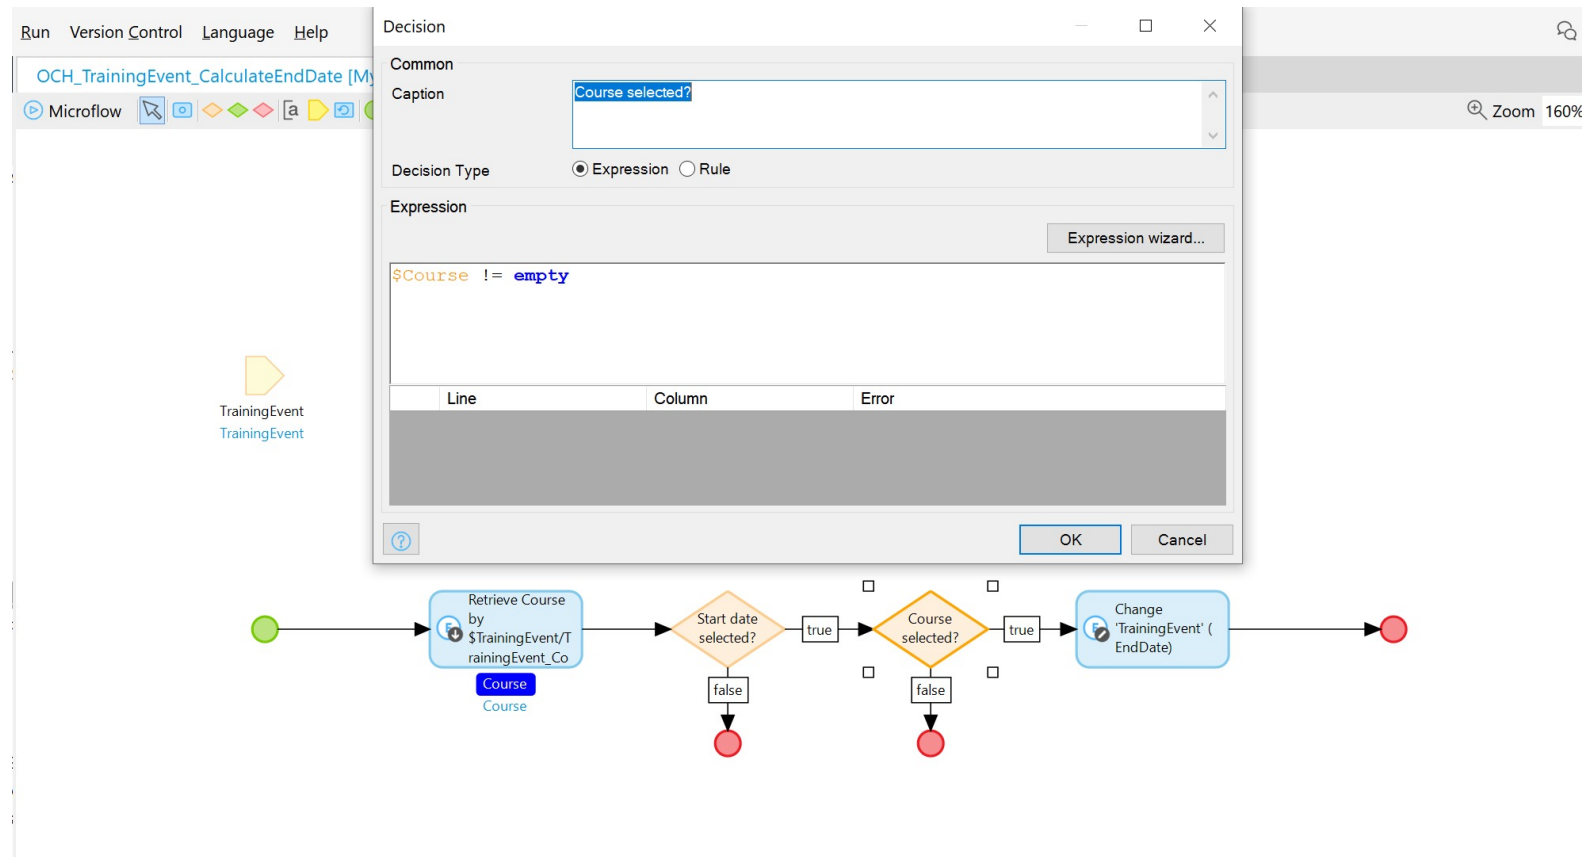 Run Version Control Language Help
Decision
OCH_TrainingEvent_CalculateEndDate [My
Common
Caption
Course selected?
Microflow
a
Zoom 160%
Decision Type
Expression
Rule
Expression
Expression wizard...
$Course != empty
Line Column Error
TrainingEvent
TrainingEvent
? OK Cancel
Retrieve Course
by
$TrainingEvent/T
rainingEvent_Co
Course
Course
Start date
selected?
true
false
Course
selected?
true
false
Change
'TrainingEvent' (
EndDate)